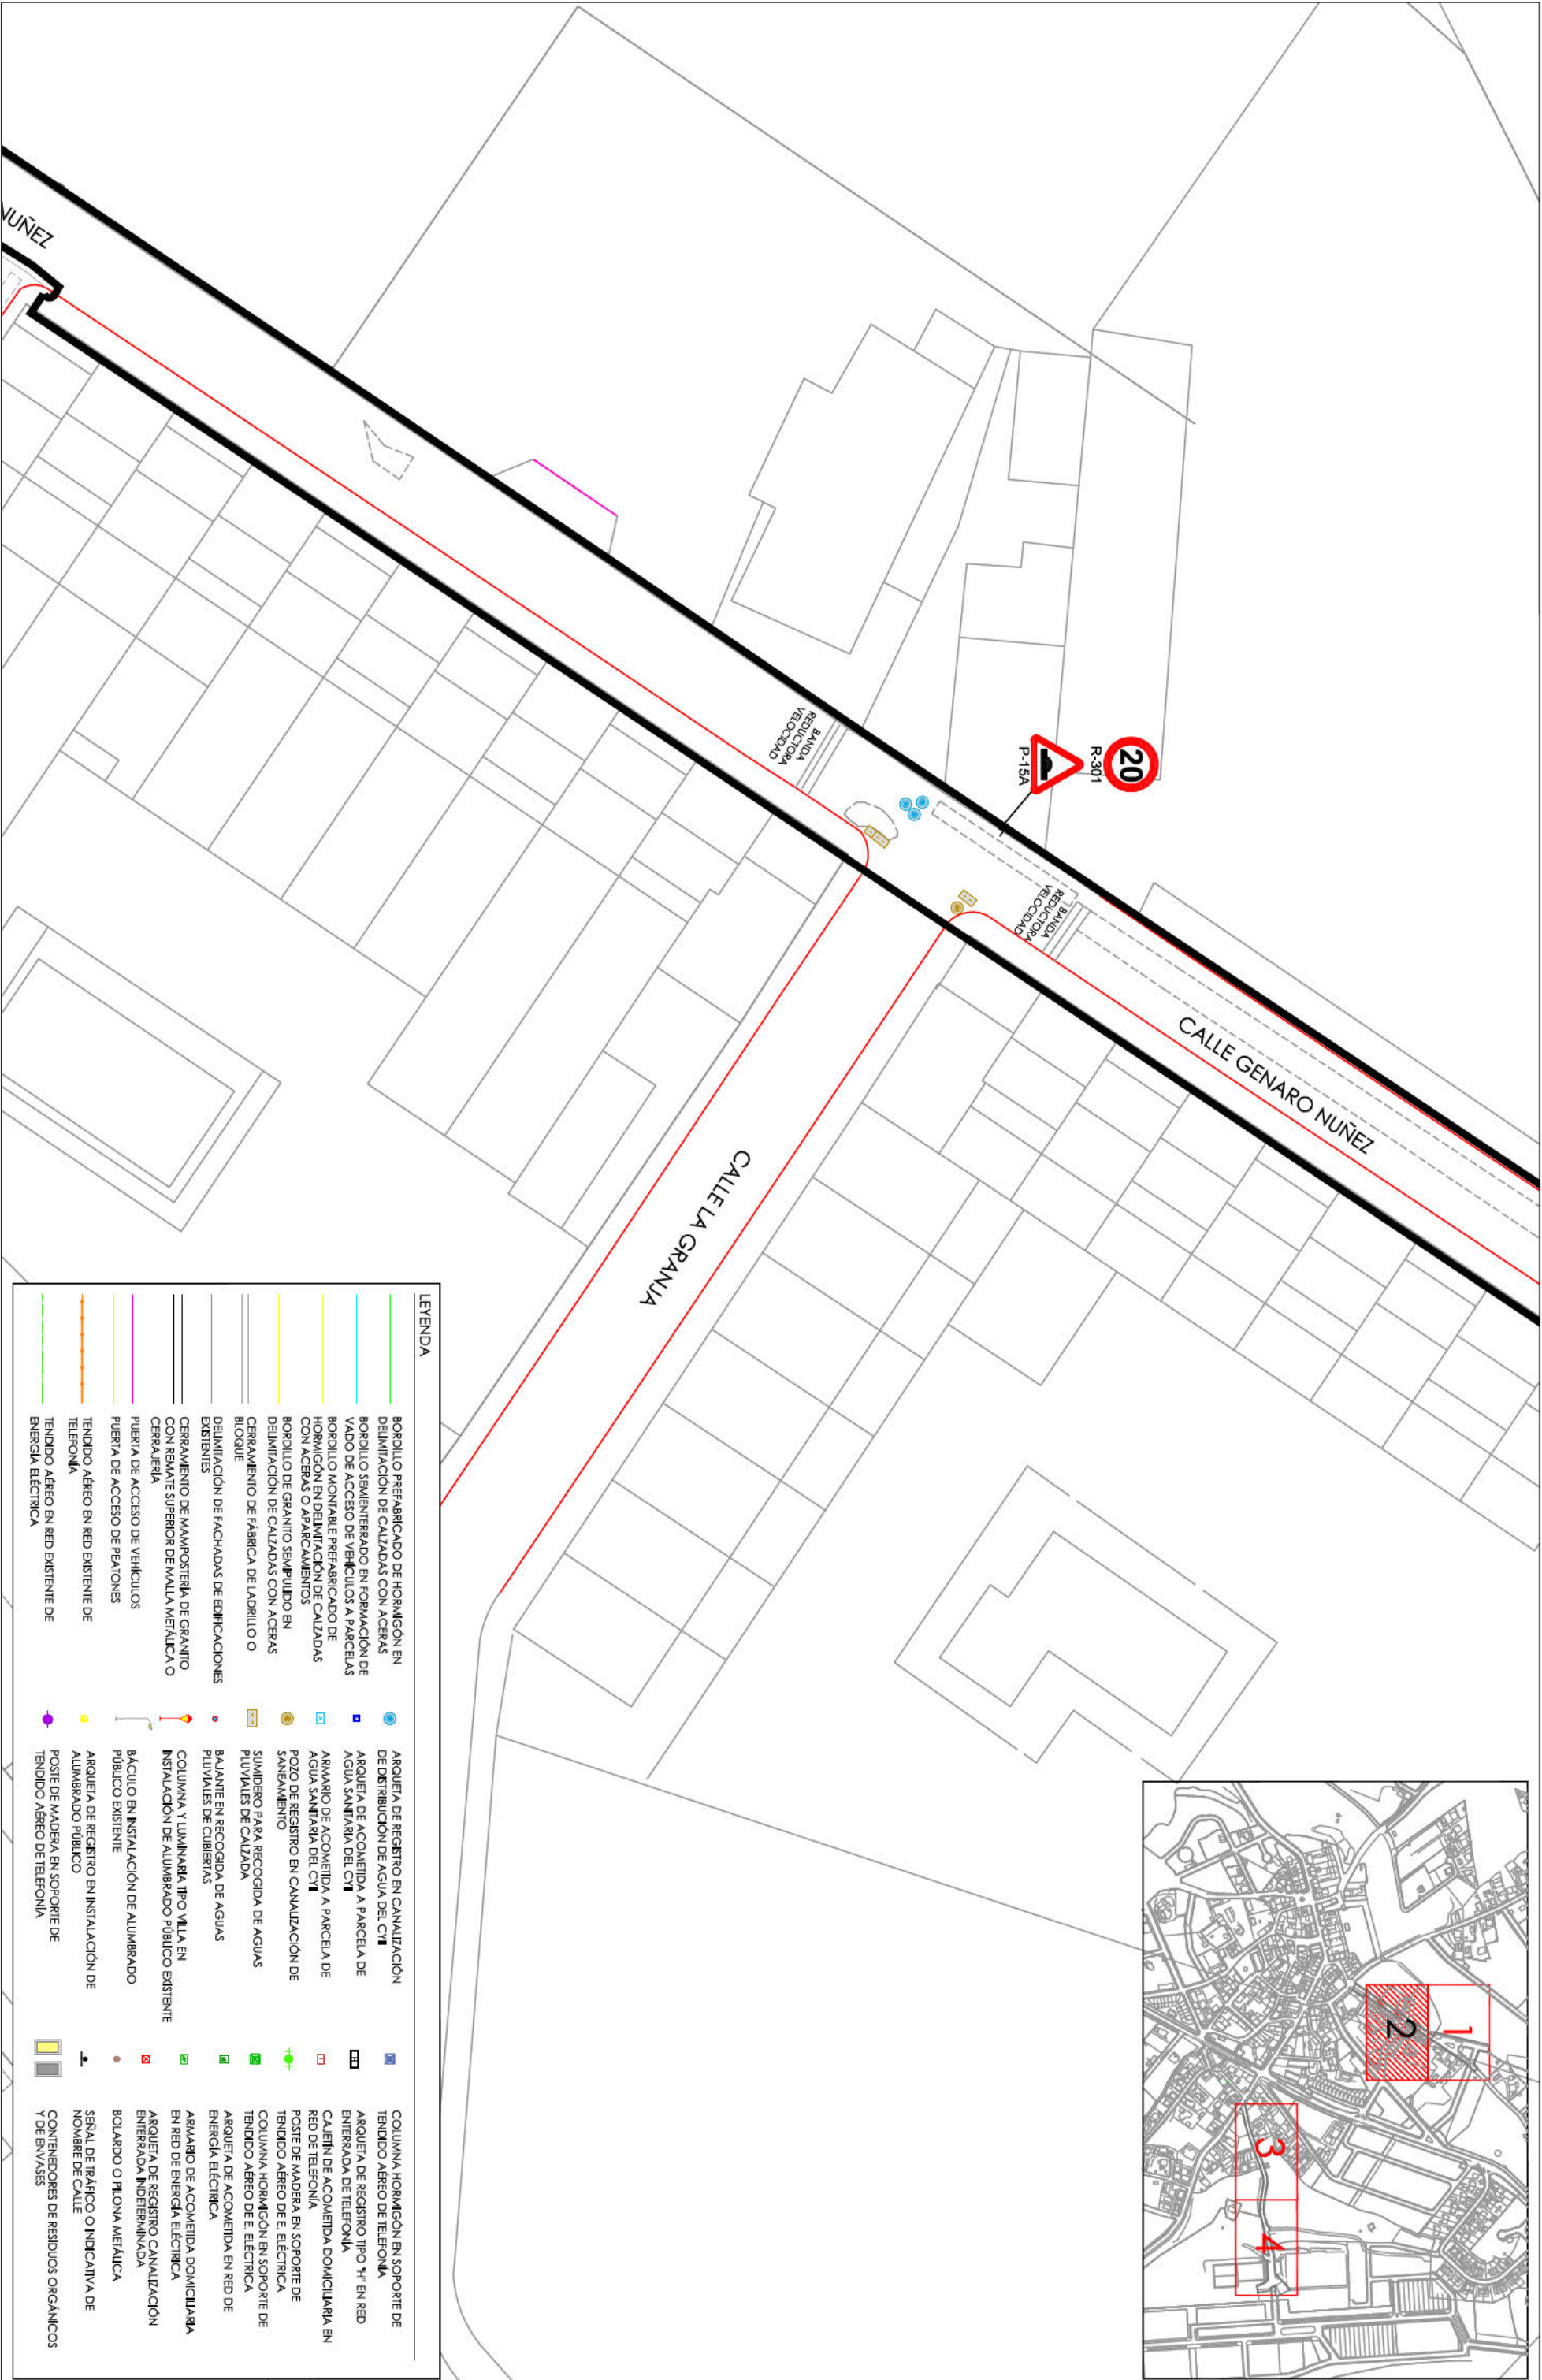 NUÑEZ
BANDA
REDUCTORA
VELOCIDAD
20
R-301
P-15A
BANDA
REDUCTORA
VELOCIDAD
CALLE GENARO NUÑEZ
CALLE LA GRANJA
1
2
3
4
LEYENDA
BORDILLO PREFABRICADO DE HORMIGÓN EN
DELIMITACIÓN DE CALZADAS CON ACERAS
BORDILLO SEMIENTERRADO EN FORMACIÓN DE
VADO DE ACCESO DE VEHÍCULOS A PARCELAS
BORDILLO MONTABLE PREFABRICADO DE
HORMIGÓN EN DELIMITACIÓN DE CALZADAS
CON ACERAS O APARCAMIENTOS
BORDILLO DE GRANITO SEMIPULIDO EN
DELIMITACIÓN DE CALZADAS CON ACERAS
CERRAMIENTO DE FÁBRICA DE LADRILLO O
BLOQUE
DELIMITACIÓN DE FACHADAS DE EDIFICACIONES
EXISTENTES
CERRAMIENTO DE MAMPOSTERÍA DE GRANITO
CON REMATE SUPERIOR DE MALLA METÁLICA O
CERRAJERÍA
PUERTA DE ACCESO DE VEHÍCULOS
PUERTA DE ACCESO DE PEATONES
TENDIDO AÉREO EN RED EXISTENTE DE
TELEFONÍA
TENDIDO AÉREO EN RED EXISTENTE DE
ENERGÍA ELÉCTRICA
ARQUETA DE REGISTRO EN CANALIZACIÓN
DE DISTRIBUCIÓN DE AGUA DEL CYII
ARQUETA DE ACOMETIDA A PARCELA DE
AGUA SANITARIA DEL CYII
ARMARIO DE ACOMETIDA A PARCELA DE
AGUA SANITARIA DEL CYII
POZO DE REGISTRO EN CANALIZACIÓN DE
SANEAMIENTO
SUMIDERO PARA RECOGIDA DE AGUAS
PLUVIALES DE CALZADA
BAJANTE EN RECOGIDA DE AGUAS
PLUVIALES DE CUBIERTAS
COLUMNA Y LUMINARIA TIPO VILLA EN
INSTALACIÓN DE ALUMBRADO PÚBLICO EXISTENTE
BÁCULO EN INSTALACIÓN DE ALUMBRADO
PÚBLICO EXISTENTE
ARQUETA DE REGISTRO EN INSTALACIÓN DE
ALUMBRADO PÚBLICO
POSTE DE MADERA EN SOPORTE DE
TENDIDO AÉREO DE TELEFONÍA
COLUMNA HORMIGÓN EN SOPORTE DE
TENDIDO AÉREO DE TELEFONÍA
ARQUETA DE REGISTRO TIPO "H" EN RED
ENTERRADA DE TELEFONÍA
CAJETÍN DE ACOMETIDA DOMICILIARIA EN
RED DE TELEFONÍA
POSTE DE MADERA EN SOPORTE DE
TENDIDO AÉREO DE E. ELÉCTRICA
COLUMNA HORMIGÓN EN SOPORTE DE
TENDIDO AÉREO DE E. ELÉCTRICA
ARQUETA DE ACOMETIDA EN RED DE
ENERGÍA ELÉCTRICA
ARMARIO DE ACOMETIDA DOMICILIARIA
EN RED DE ENERGÍA ELÉCTRICA
ARQUETA DE REGISTRO CANALIZACIÓN
ENTERRADA INDETERMINADA
BOLARDO O PILONA METÁLICA
SEÑAL DE TRÁFICO O INDICATIVA DE
NOMBRE DE CALLE
CONTENEDORES DE RESIDUOS ORGÁNICOS
Y DE ENVASES